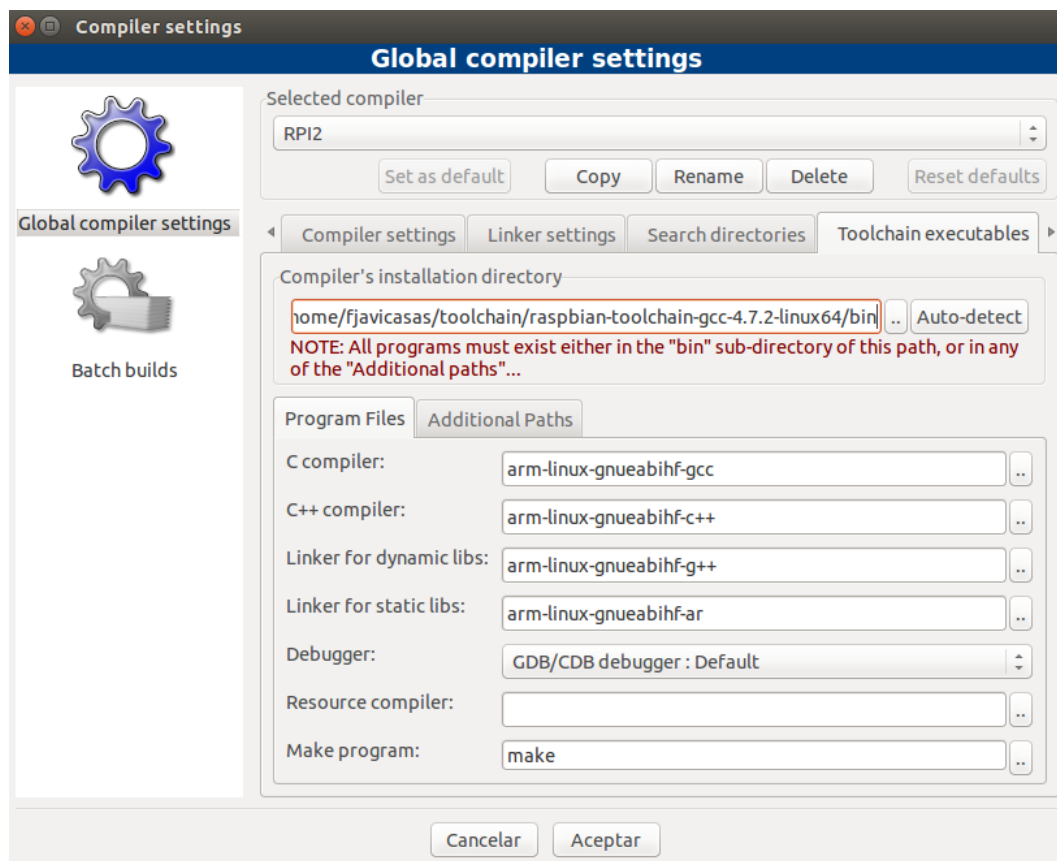 Compiler settings
Global compiler settings
Global compiler settings
Batch builds
Selected compiler
RPI2
Set as default Copy Rename Delete Reset defaults
Compiler settings Linker settings Search directories Toolchain executables
Compiler's installation directory
home/fjavicasas/toolchain/raspbian-toolchain-gcc-4.7.2-linux64/bin .. Auto-detect
NOTE: All programs must exist either in the "bin" sub-directory of this path, or in any
of the "Additional paths"...
Program Files Additional Paths
C compiler: arm-linux-gnueabihf-gcc ..
C++ compiler: arm-linux-gnueabihf-c++ ..
Linker for dynamic libs: arm-linux-gnueabihf-g++ ..
Linker for static libs: arm-linux-gnueabihf-ar ..
Debugger: GDB/CDB debugger : Default
Resource compiler: ..
Make program: make ..
Cancelar Aceptar